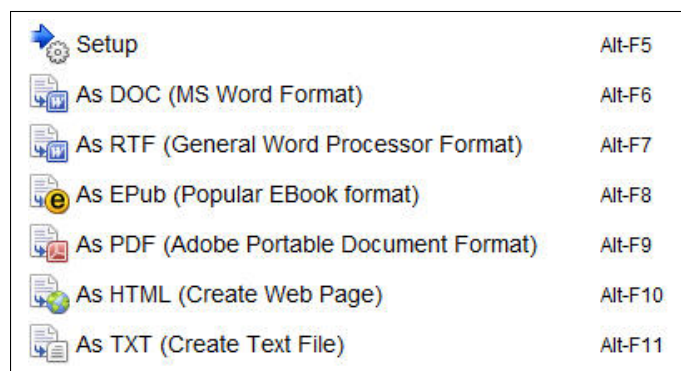 Setup Alt-F5
As DOC (MS Word Format) Alt-F6
As RTF (General Word Processor Format) Alt-F7
As EPub (Popular EBook format) Alt-F8
As PDF (Adobe Portable Document Format) Alt-F9
As HTML (Create Web Page) Alt-F10
As TXT (Create Text File) Alt-F11